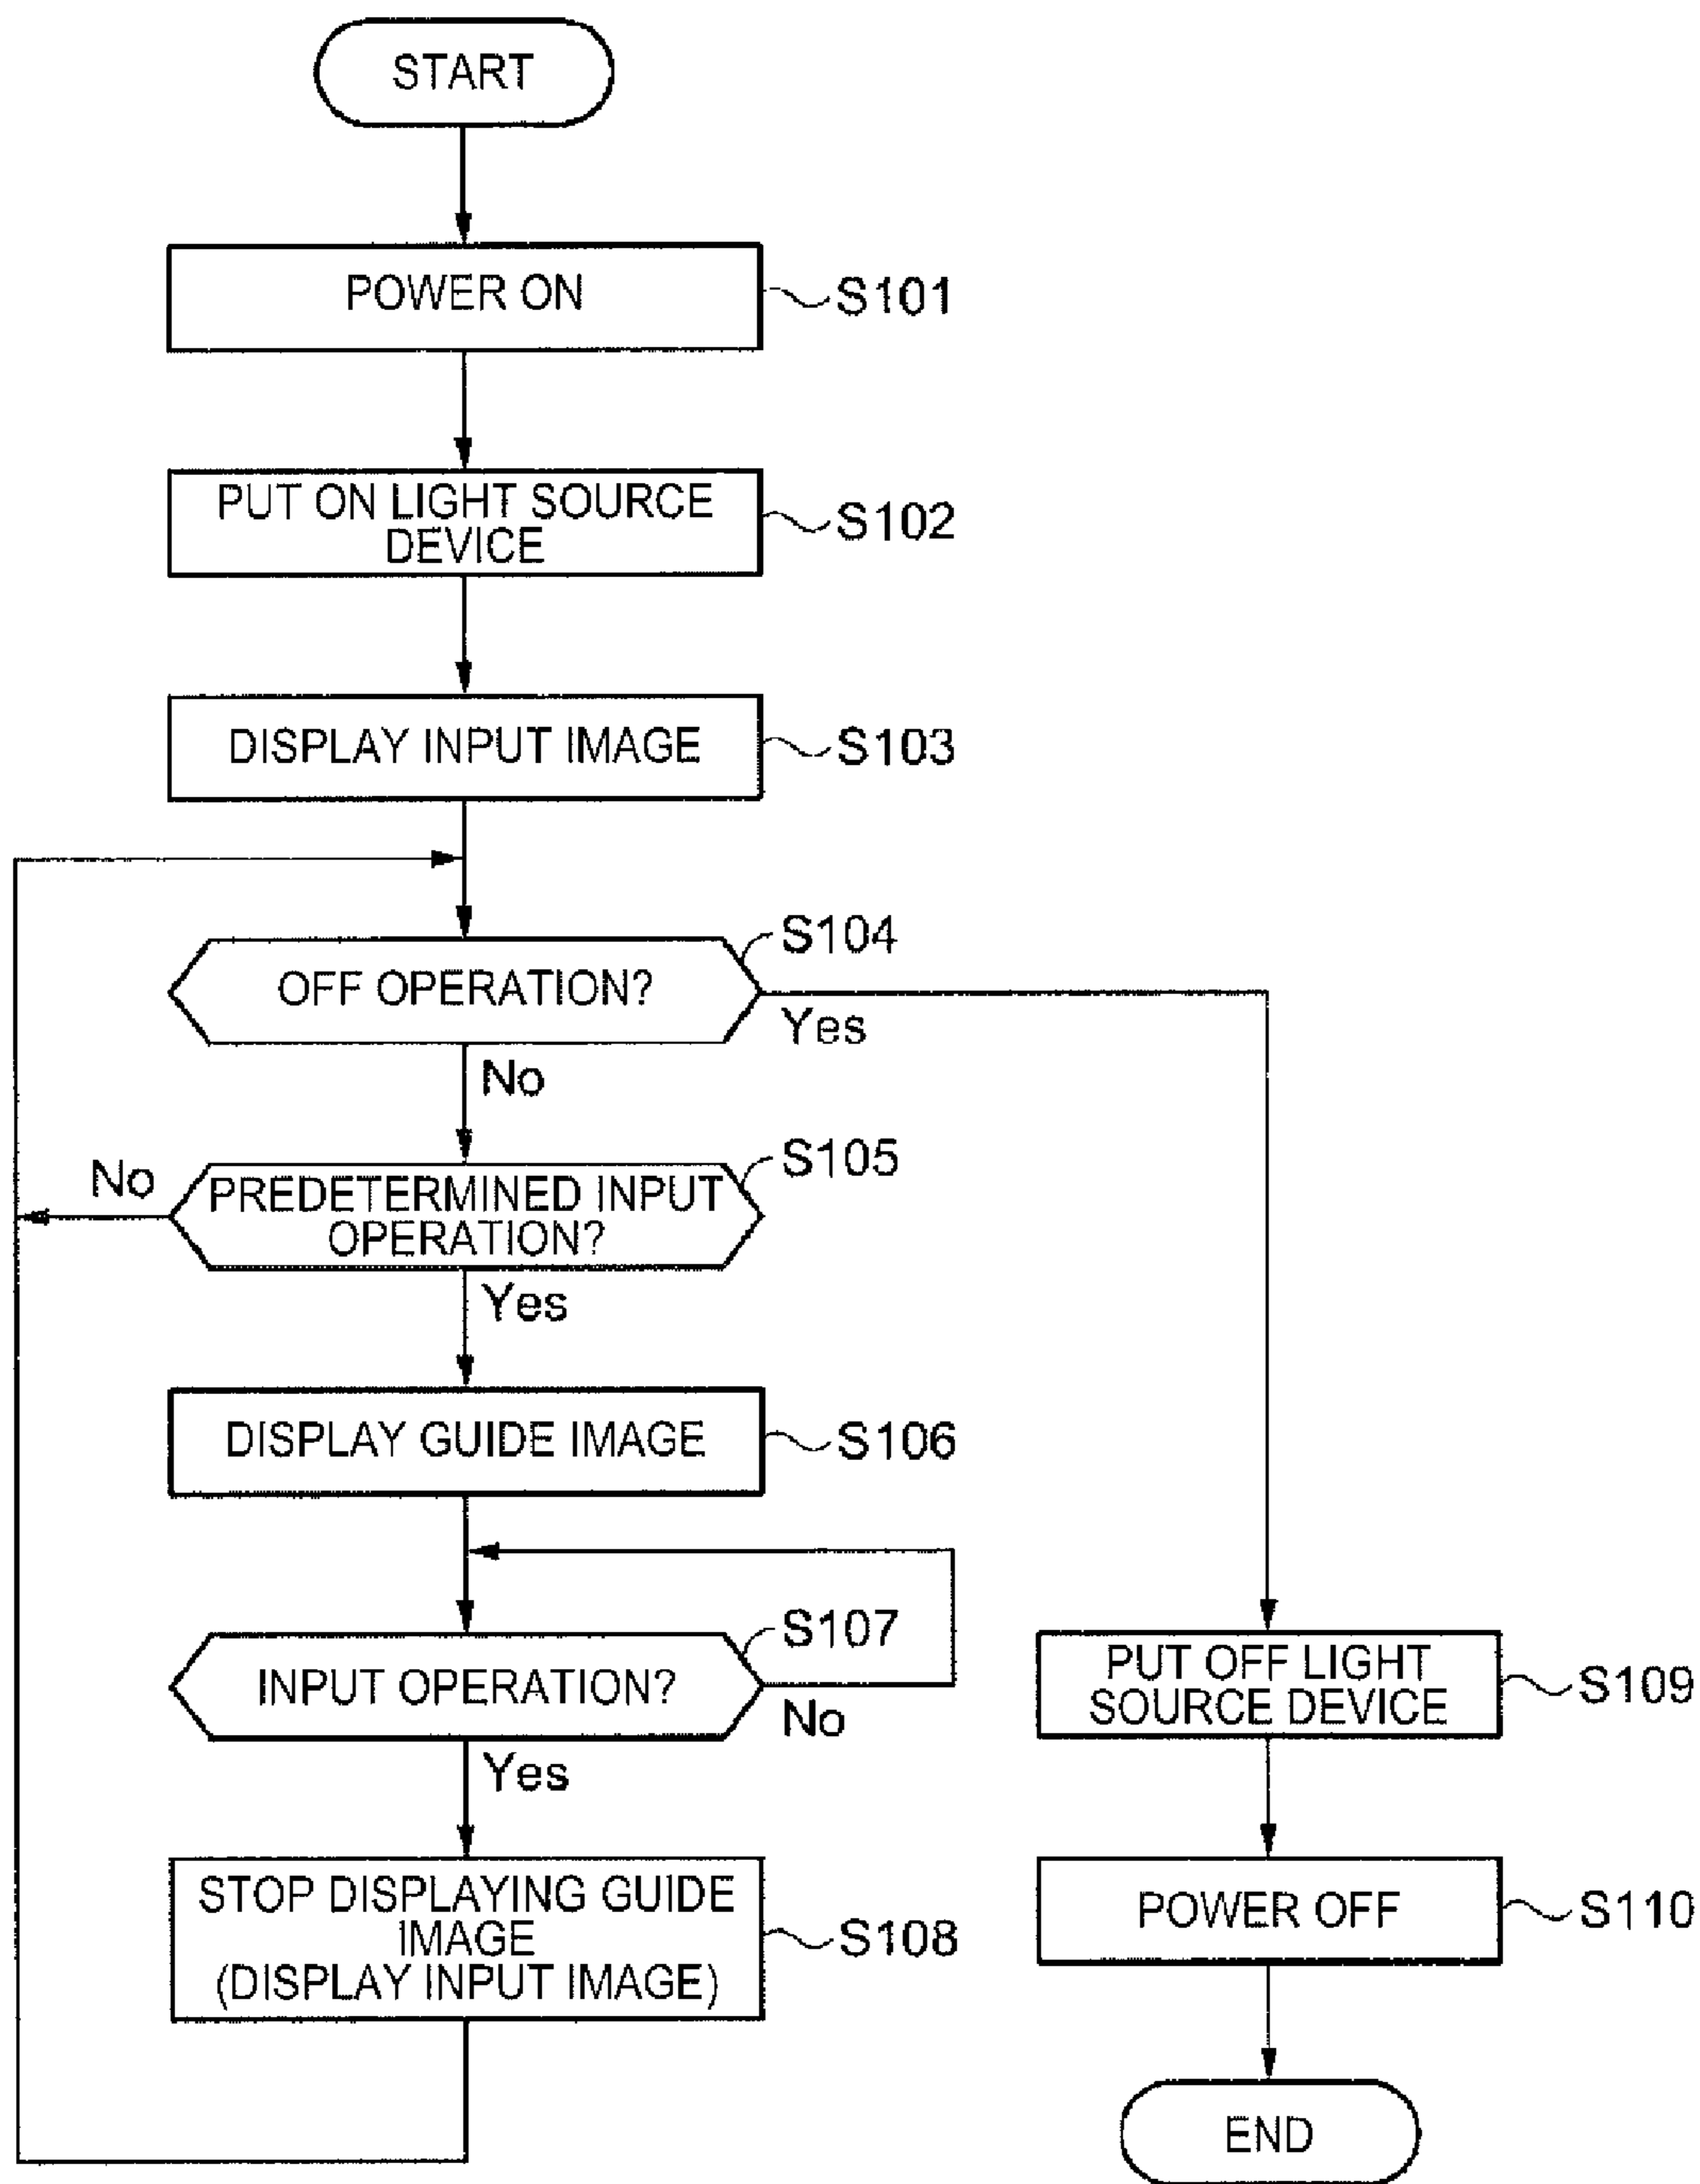 START
POWER ON
S101
PUT ON LIGHT SOURCE
DEVICE
S102
DISPLAY INPUT IMAGE
S103
OFF OPERATION?
S104
Yes
No
PREDETERMINED INPUT
OPERATION?
S105
No
Yes
DISPLAY GUIDE IMAGE
S106
INPUT OPERATION?
S107
No
Yes
STOP DISPLAYING GUIDE
IMAGE
(DISPLAY INPUT IMAGE)
S108
PUT OFF LIGHT
SOURCE DEVICE
S109
POWER OFF
S110
END